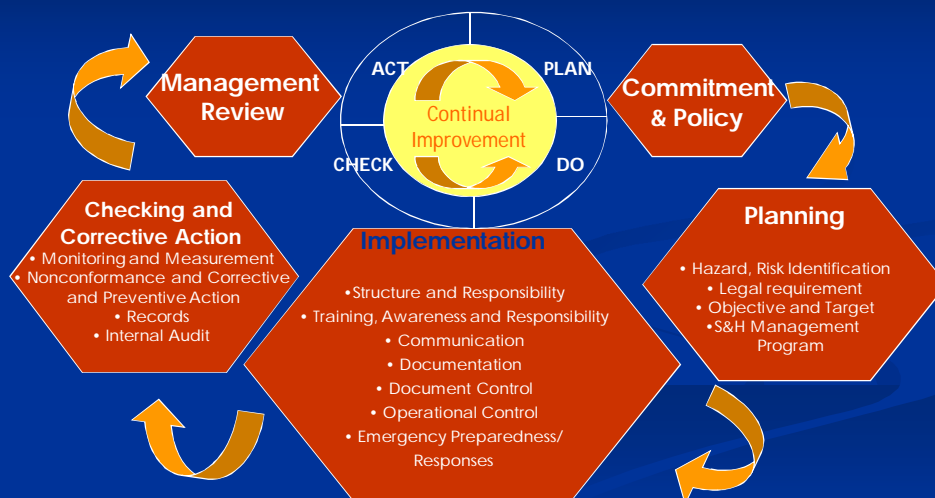 Management
Review
ACT
PLAN
Continual
Improvement
CHECK
DO
Commitment
& Policy
Planning
• Hazard, Risk Identification
• Legal requirement
• Objective and Target
•S&H Management
Program
Implementation
•Structure and Responsibility
• Training, Awareness and Responsibility
• Communication
• Documentation
• Document Control
• Operational Control
• Emergency Preparedness/
Responses
Checking and
Corrective Action
• Monitoring and Measurement
• Nonconformance and Corrective
and Preventive Action
• Records
• Internal Audit